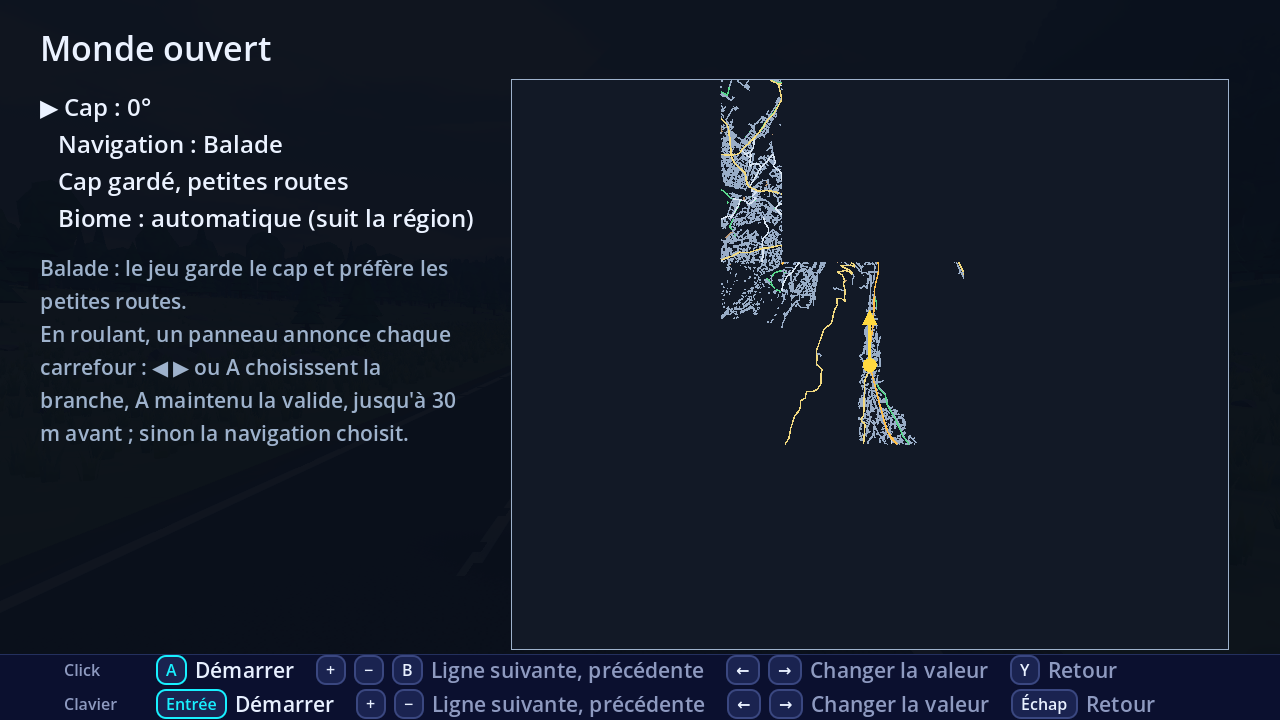 Monde ouvert
▶ Cap : 0°
Navigation : Balade
Cap gardé, petites routes
Biome : automatique (suit la région)
Balade : le jeu garde le cap et préfère les
petites routes.
En roulant, un panneau annonce chaque
carrefour : ◀ ▶ ou A choisissent la
branche, A maintenu la valide, jusqu'à 30
m avant ; sinon la navigation choisit.
Click A Démarrer + − B Ligne suivante, précédente ← → Changer la valeur Y Retour
Clavier Entrée Démarrer + − Ligne suivante, précédente ← → Changer la valeur Échap Retour